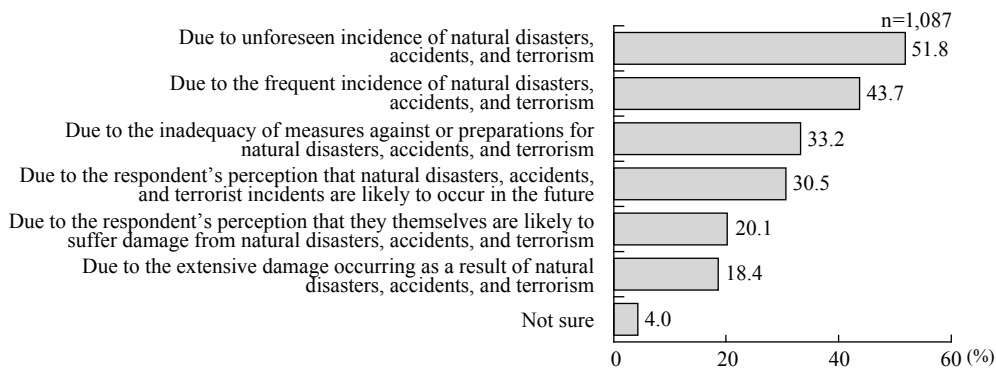 n=1,087
Due to unforeseen incidence of natural disasters,
accidents, and terrorism
51.8
Due to the frequent incidence of natural disasters,
accidents, and terrorism
43.7
Due to the inadequacy of measures against or preparations for
natural disasters, accidents, and terrorism
33.2
Due to the respondent’s perception that natural disasters, accidents,
and terrorist incidents are likely to occur in the future
30.5
Due to the respondent’s perception that they themselves are likely to
suffer damage from natural disasters, accidents, and terrorism
20.1
Due to the extensive damage occurring as a result of natural
disasters, accidents, and terrorism
18.4
Not sure
4.0
0 20 40 60 (%)